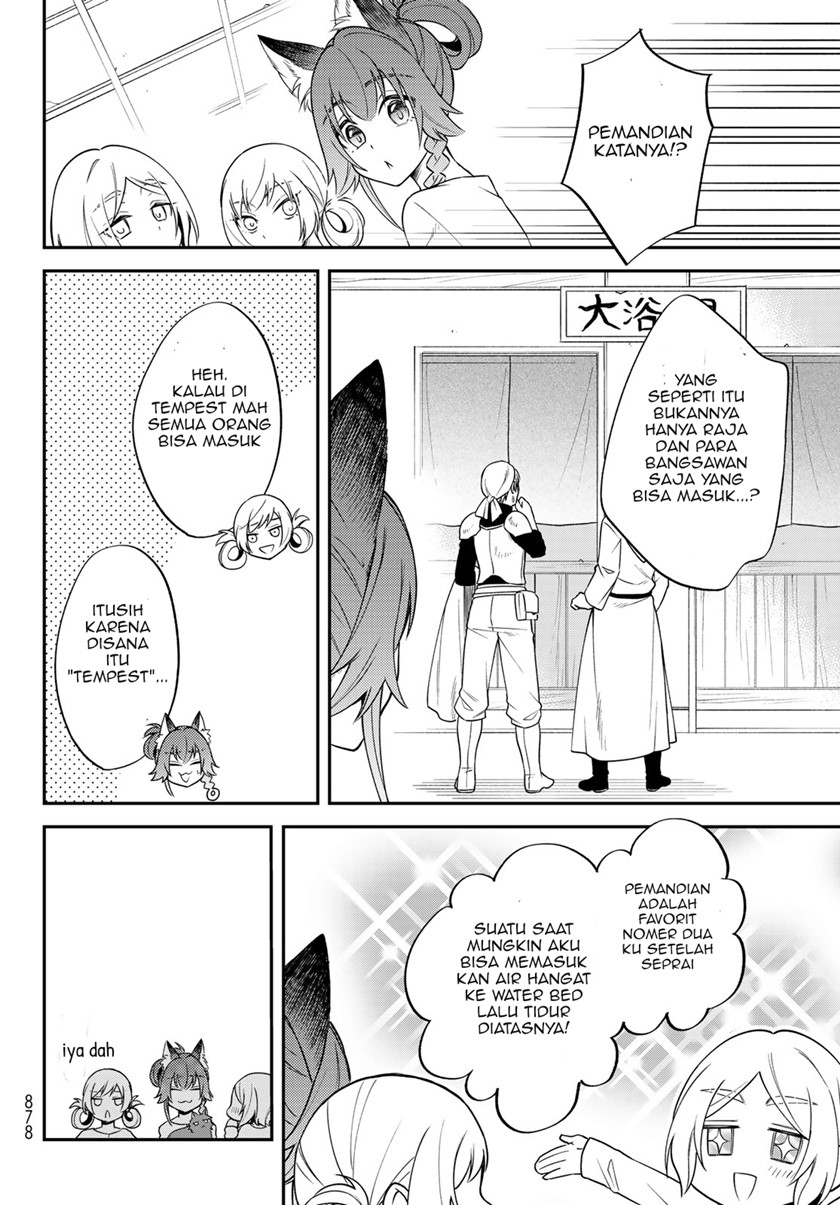 PEMANDIAN
KATANYA!?
大浴
YANG
SEPERTI ITU
BUKANNYA
HANYA RAJA
DAN PARA
BANGSAWAN
SAJA YANG
BISA MASUK...?
HEH,
KALAU DI
TEMPEST MAH
SEMUA ORANG
BISA MASUK
ITUSIH
KARENA
DISANA
ITU
"TEMPEST"...
PEMANDIAN
ADALAH
FAVORIT
NOMER DUA
KU SETELAH
SEPRAI
SUATU SAAT
MUNGKIN AKU
BISA MEMASUK
KAN AIR HANGAT
KE WATER BED
LALU TIDUR
DIATASNYA!
iya dah
878